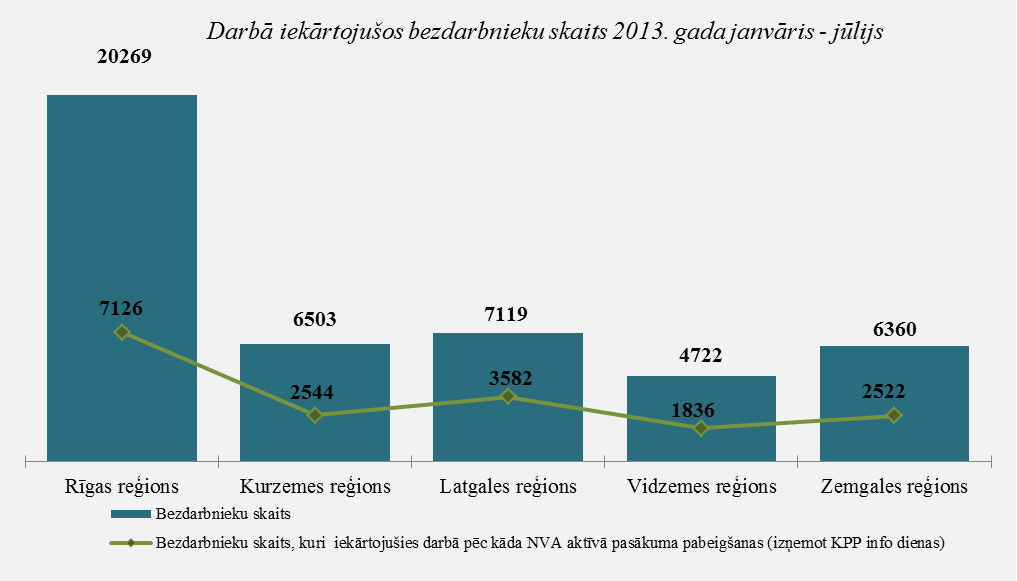 Darbā iekārtojušos bezdarbnieku skaits 2013. gada janvāris - jūlijs
20269
7126
6503
2544
7119
3582
4722
1836
6360
2522
Rīgas reģions
Kurzemes reģions
Latgales reģions
Vidzemes reģions
Zemgales reģions
Bezdarbnieku skaits
Bezdarbnieku skaits, kuri iekārtojušies darbā pēc kāda NVA aktīvā pasākuma pabeigšanas (izņemot KPP info dienas)